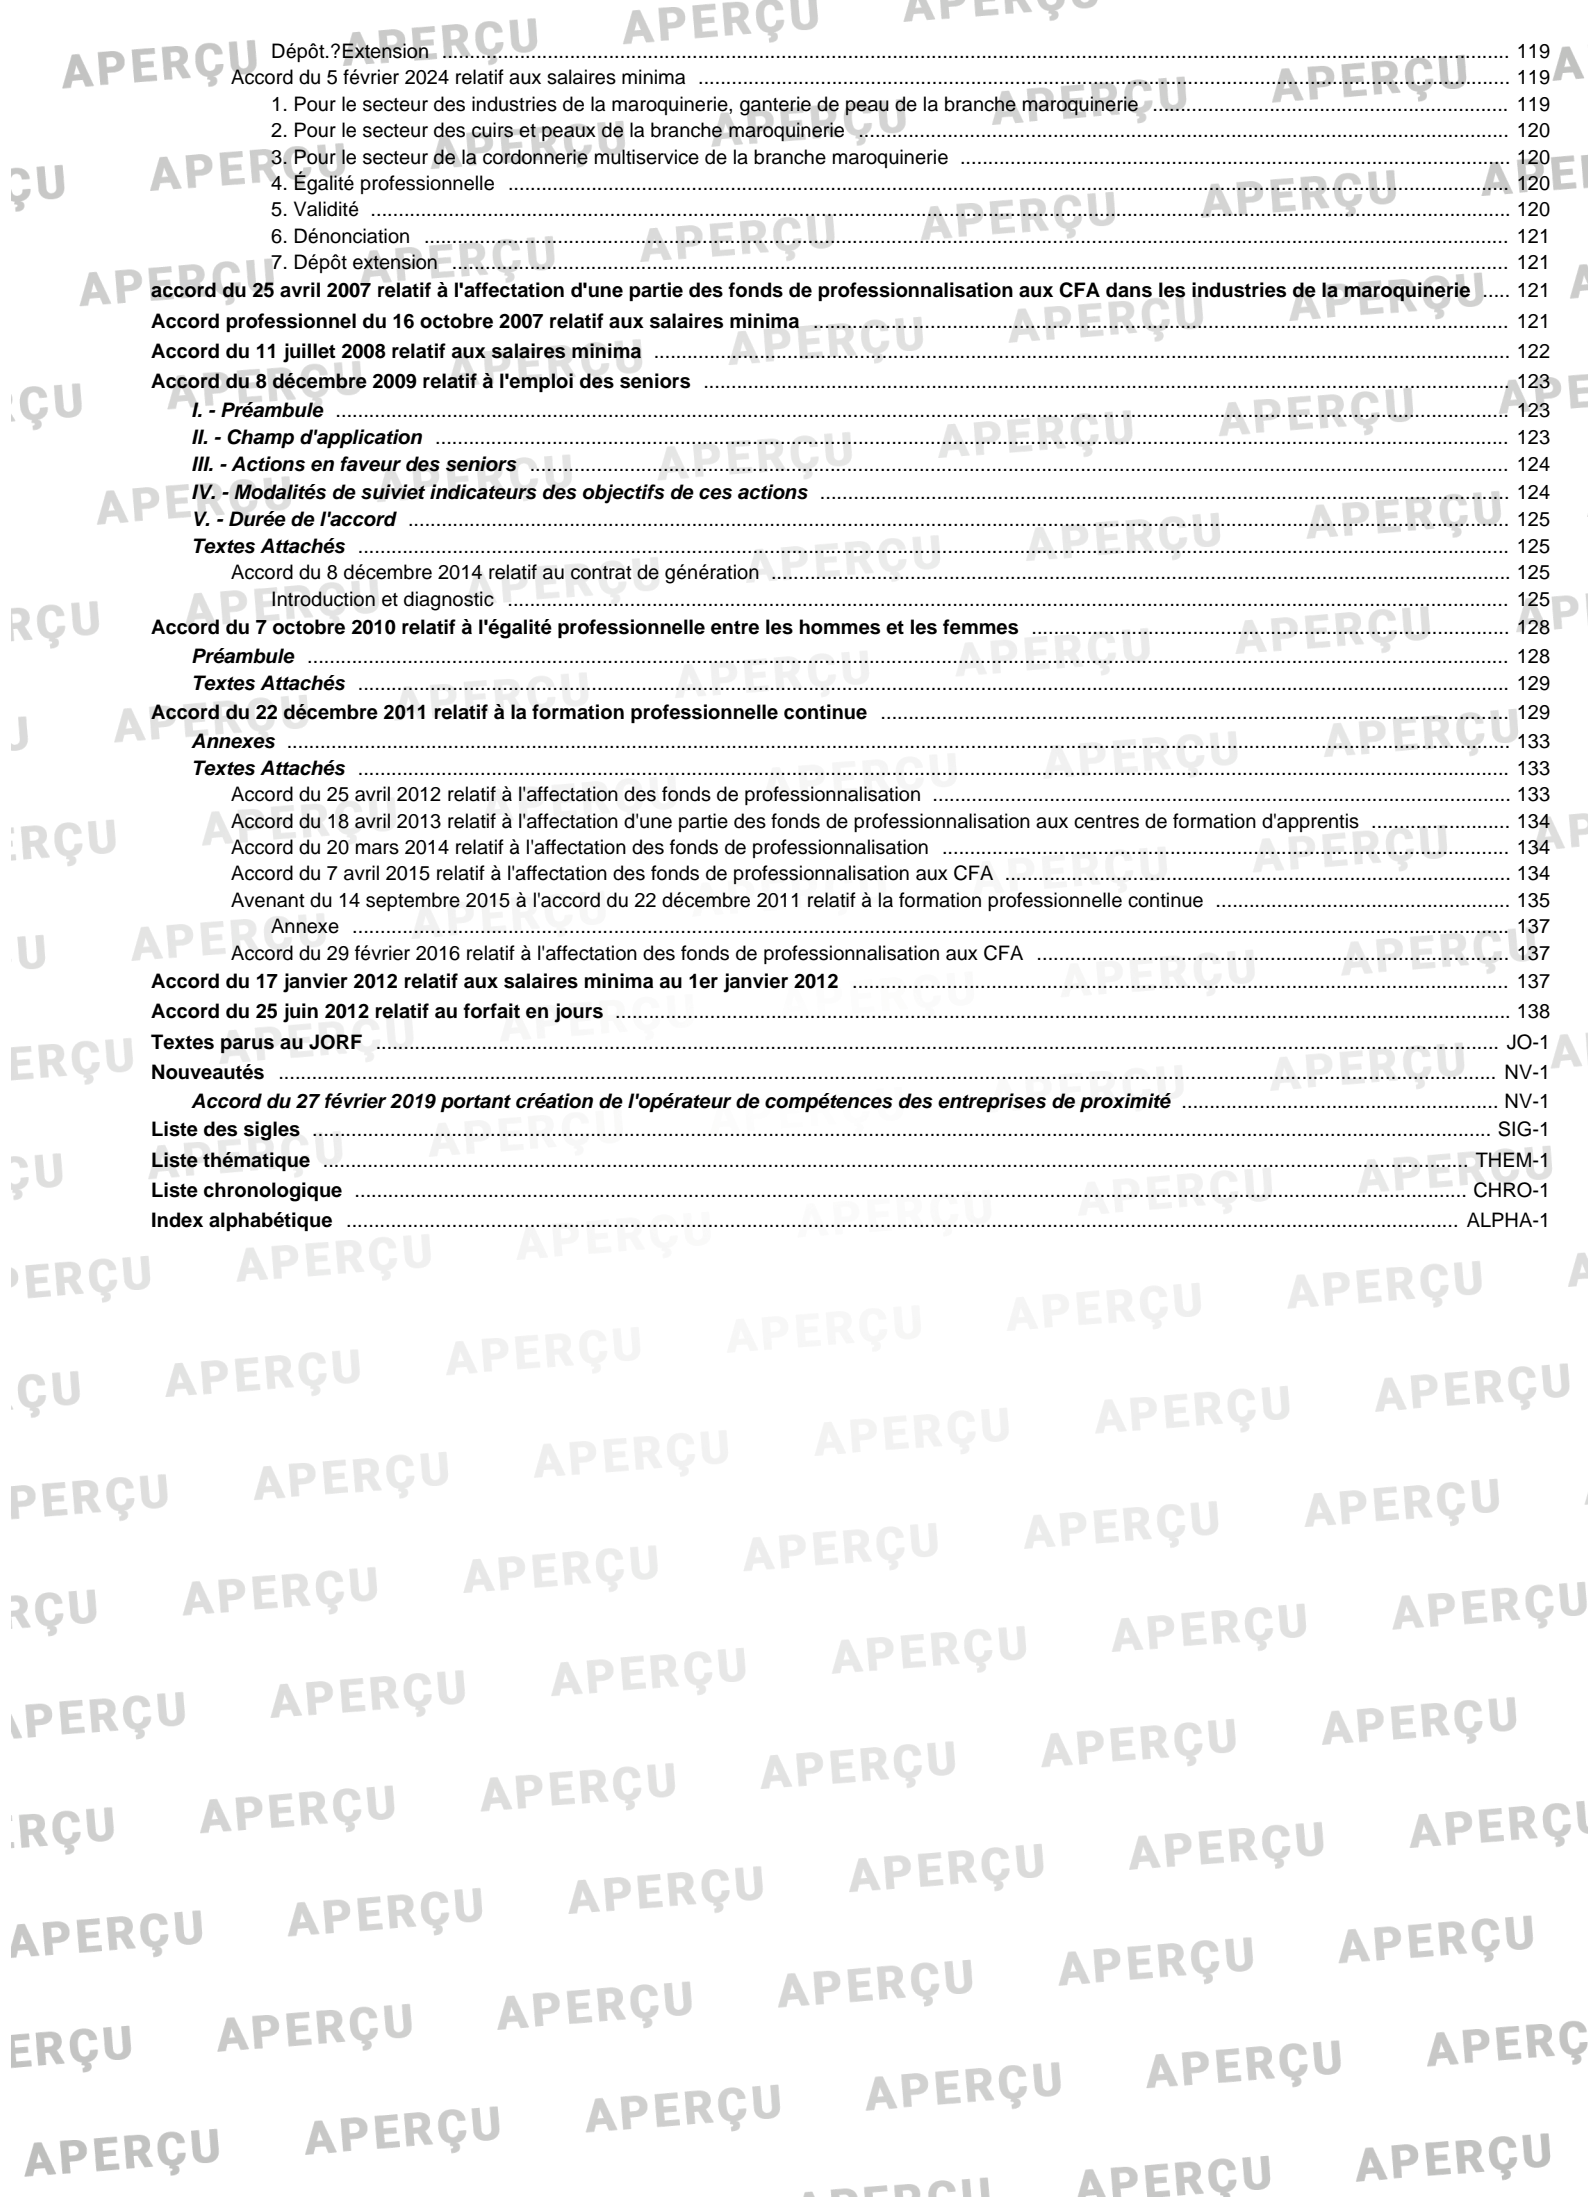 Dépôt.?Extension ........ 119
Accord du 5 février 2024 relatif aux salaires minima ........ 119
1. Pour le secteur des industries de la maroquinerie, ganterie de peau de la branche maroquinerie ........ 119
2. Pour le secteur des cuirs et peaux de la branche maroquinerie ........ 120
3. Pour le secteur de la cordonnerie multiservice de la branche maroquinerie ........ 120
4. Égalité professionnelle ........ 120
5. Validité ........ 120
6. Dénonciation ........ 121
7. Dépôt extension ........ 121
accord du 25 avril 2007 relatif à l'affectation d'une partie des fonds de professionnalisation aux CFA dans les industries de la maroquinerie ..... 121
Accord professionnel du 16 octobre 2007 relatif aux salaires minima ........ 121
Accord du 11 juillet 2008 relatif aux salaires minima ........ 122
Accord du 8 décembre 2009 relatif à l'emploi des seniors ........ 123
I. - Préambule ........ 123
II. - Champ d'application ........ 123
III. - Actions en faveur des seniors ........ 124
IV. - Modalités de suiviet indicateurs des objectifs de ces actions ........ 124
V. - Durée de l'accord ........ 125
Textes Attachés ........ 125
Accord du 8 décembre 2014 relatif au contrat de génération ........ 125
Introduction et diagnostic ........ 125
Accord du 7 octobre 2010 relatif à l'égalité professionnelle entre les hommes et les femmes ........ 128
Préambule ........ 128
Textes Attachés ........ 129
Accord du 22 décembre 2011 relatif à la formation professionnelle continue ........ 129
Annexes ........ 133
Textes Attachés ........ 133
Accord du 25 avril 2012 relatif à l'affectation des fonds de professionnalisation ........ 133
Accord du 18 avril 2013 relatif à l'affectation d'une partie des fonds de professionnalisation aux centres de formation d'apprentis ........ 134
Accord du 20 mars 2014 relatif à l'affectation des fonds de professionnalisation ........ 134
Accord du 7 avril 2015 relatif à l'affectation des fonds de professionnalisation aux CFA ........ 134
Avenant du 14 septembre 2015 à l'accord du 22 décembre 2011 relatif à la formation professionnelle continue ........ 135
Annexe ........ 137
Accord du 29 février 2016 relatif à l'affectation des fonds de professionnalisation aux CFA ........ 137
Accord du 17 janvier 2012 relatif aux salaires minima au 1er janvier 2012 ........ 137
Accord du 25 juin 2012 relatif au forfait en jours ........ 138
Textes parus au JORF ........ JO-1
Nouveautés ........ NV-1
Accord du 27 février 2019 portant création de l'opérateur de compétences des entreprises de proximité ........ NV-1
Liste des sigles ........ SIG-1
Liste thématique ........ THEM-1
Liste chronologique ........ CHRO-1
Index alphabétique ........ ALPHA-1
APERÇU